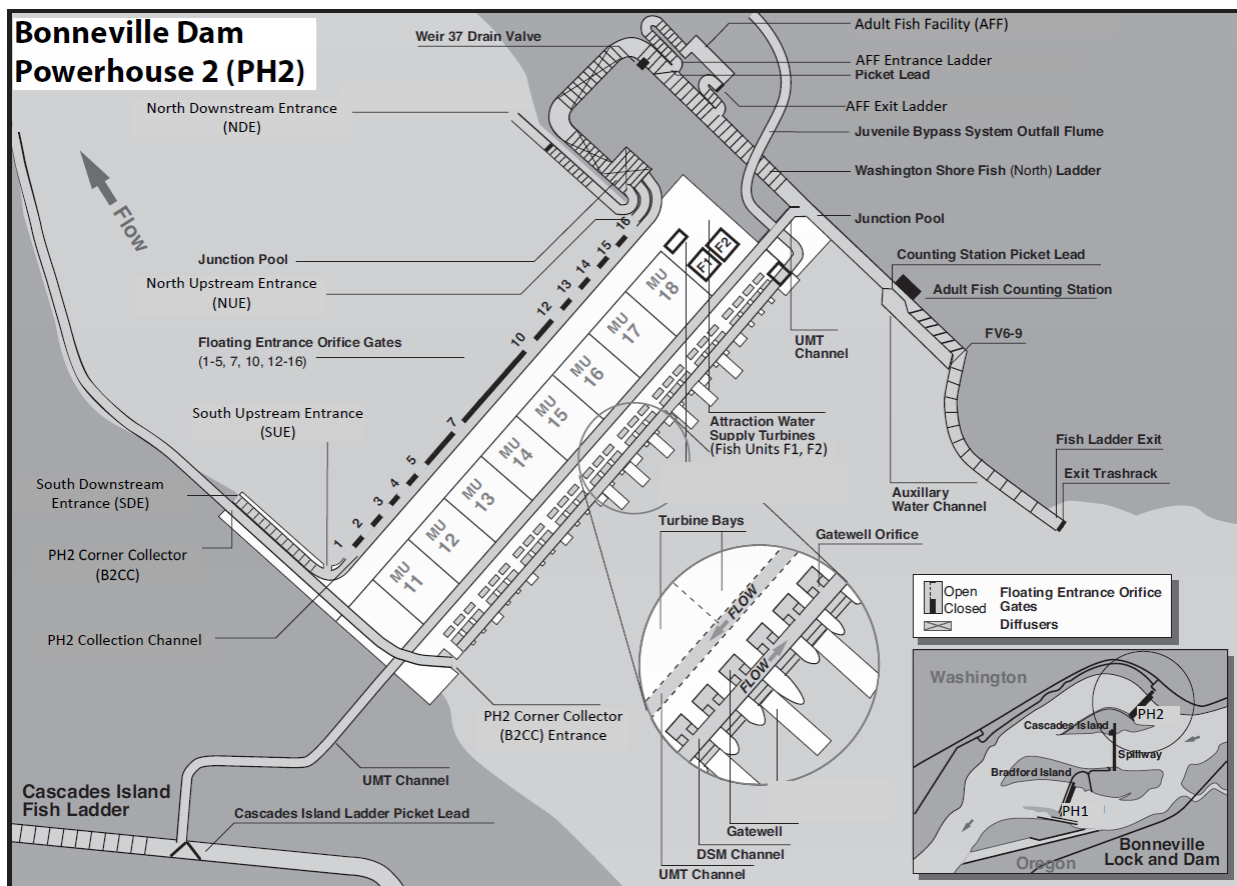 Bonneville Dam
Powerhouse 2 (PH2)
Weir 37 Drain Valve
Adult Fish Facility (AFF)
AFF Entrance Ladder
Picket Lead
AFF Exit Ladder
North Downstream Entrance
(NDE)
Juvenile Bypass System Outfall Flume
Washington Shore Fish (North) Ladder
Junction Pool
Flow
Junction Pool
North Upstream Entrance
(NUE)
Counting Station Picket Lead
Adult Fish Counting Station
FV6-9
UMT
Channel
Floating Entrance Orifice Gates
(1-5, 7, 10, 12-16)
South Upstream Entrance
(SUE)
16
15
14
13
12
10
7
5
4
3
2
1
F1
F2
MU
18
MU
17
MU
16
MU
15
MU
14
MU
13
MU
12
MU
11
Attraction Water
Supply Turbines
(Fish Units F1, F2)
Fish Ladder Exit
Exit Trashrack
Auxillary
Water Channel
South Downstream
Entrance (SDE)
PH2 Corner Collector
(B2CC)
PH2 Collection Channel
Turbine Bays
Gatewell Orifice
FLOW
FLOW
Gatewell
DSM Channel
UMT Channel
PH2 Corner Collector
(B2CC) Entrance
UMT Channel
Cascades Island
Fish Ladder
Cascades Island Ladder Picket Lead
Open
Closed
Floating Entrance Orifice
Gates
Diffusers
Washington
PH2
Cascades Island
Spillway
Bradford Island
PH1
Bonneville
Lock and Dam
Oregon